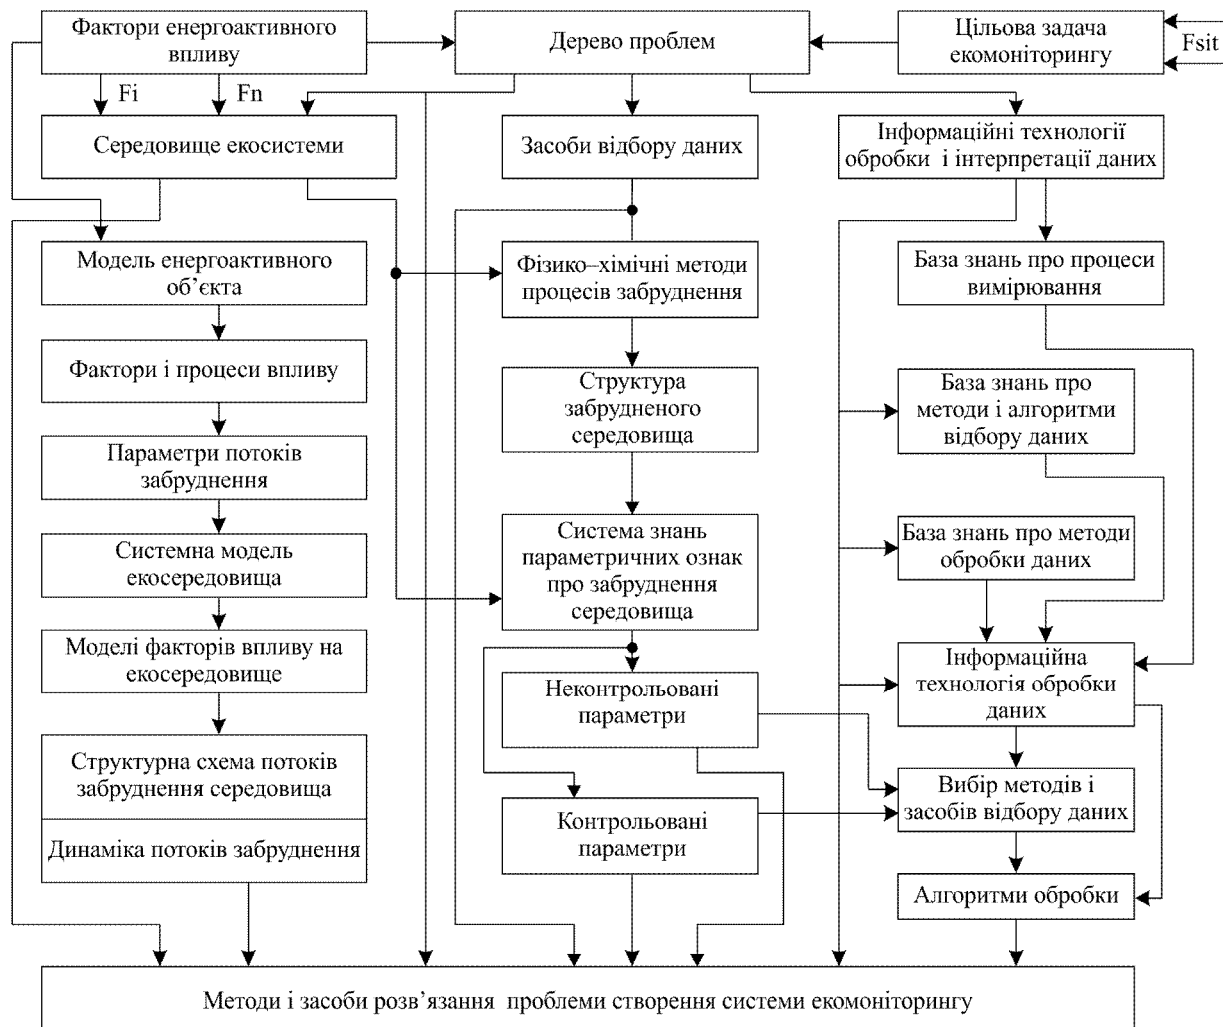 Фактори енергоактивного
впливу
Дерево проблем
Цільова задача
екомоніторингу
Fsit
Fi
Fn
Середовище екосистеми
Засоби відбору даних
Інформаційні технології
обробки і інтерпретації даних
Модель енергоактивного
об’єкта
Фізико–хімічні методи
процесів забруднення
База знань про процеси
вимірювання
Фактори і процеси впливу
Структура
забрудненого
середовища
База знань про
методи і алгоритми
відбору даних
Параметри потоків
забруднення
Системна модель
екосередовища
Система знань
параметричних ознак
про забруднення
середовища
База знань про методи
обробки даних
Моделі факторів впливу на
екосередовище
Неконтрольовані
параметри
Інформаційна
технологія обробки
даних
Структурна схема потоків
забруднення середовища
Вибір методів і
засобів відбору даних
Контрольовані
параметри
Динаміка потоків забруднення
Алгоритми обробки
Методи і засоби розв’язання проблеми створення системи екомоніторингу